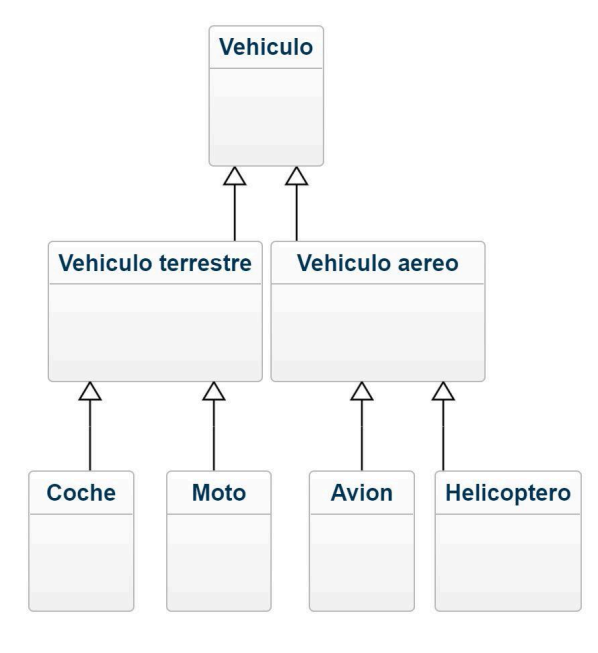 Vehiculo
Vehiculo terrestre
Vehiculo aereo
Coche
Moto
Avion
Helicoptero